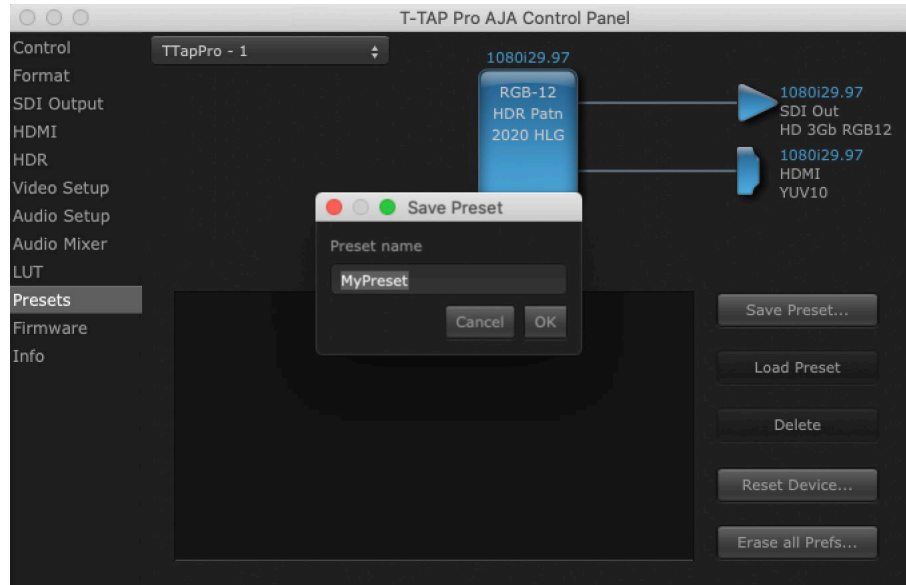 T-TAP Pro AJA Control Panel
Control
Format
SDI Output
HDMI
HDR
Video Setup
Audio Setup
Audio Mixer
LUT
Presets
Firmware
Info
TTapPro - 1
1080i29.97
RGB-12
HDR Patn
2020 HLG
1080i29.97
SDI Out
HD 3Gb RGB12
1080i29.97
HDMI
YUV10
Save Preset
Preset name
MyPreset
Cancel
OK
Save Preset...
Load Preset
Delete
Reset Device...
Erase all Prefs...